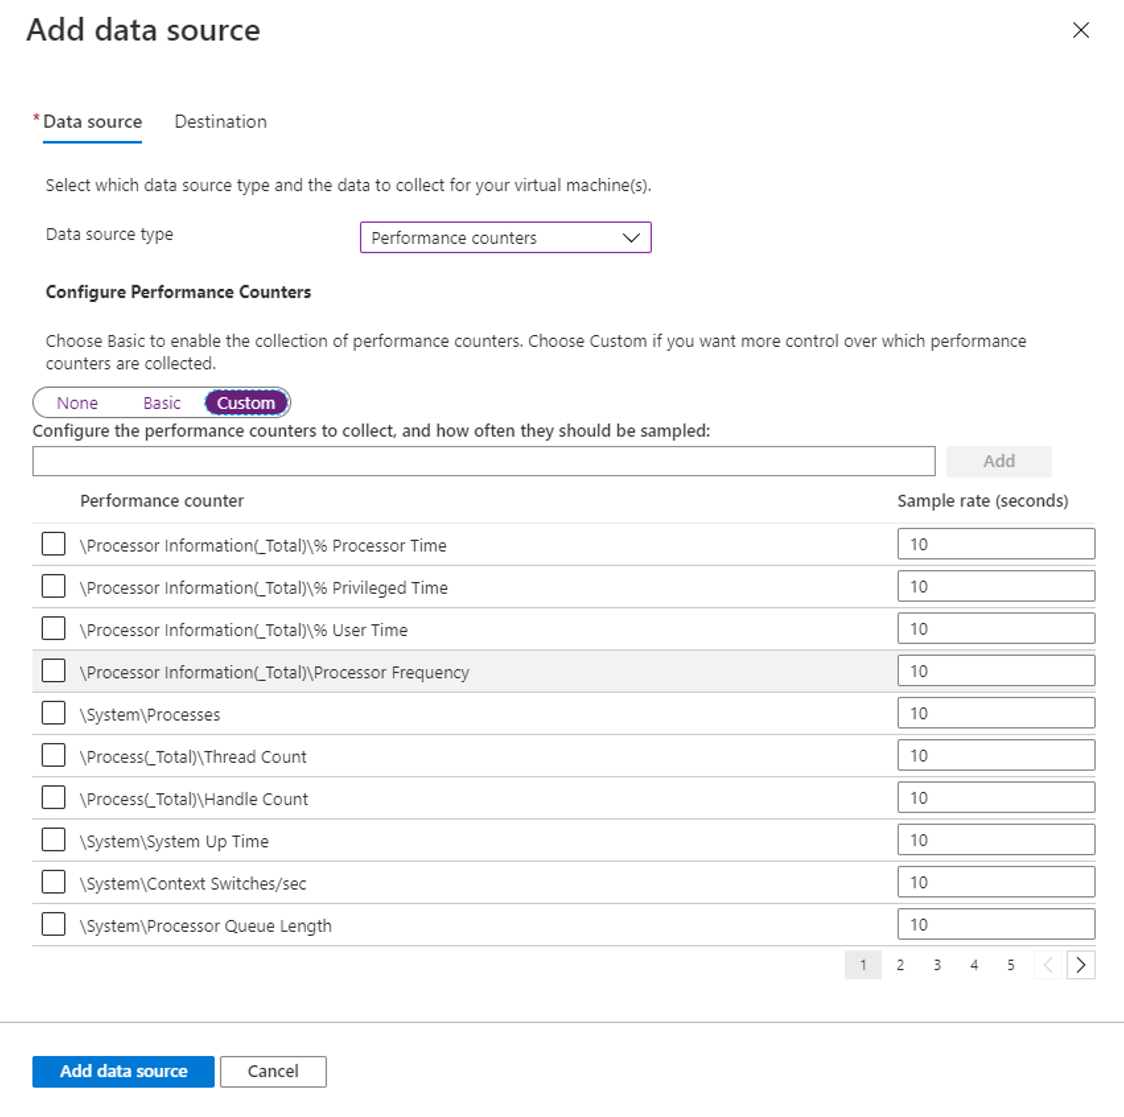 Add data source
* Data source Destination
Select which data source type and the data to collect for your virtual machine(s).
Data source type Performance counters
Configure Performance Counters
Choose Basic to enable the collection of performance counters. Choose Custom if you want more control over which performance
counters are collected.
None Basic Custom
Configure the performance counters to collect, and how often they should be sampled:
Add
Performance counter Sample rate (seconds)
\Processor Information(_Total)\% Processor Time 10
\Processor Information(_Total)\% Privileged Time 10
\Processor Information(_Total)\% User Time 10
\Processor Information(_Total)\Processor Frequency 10
\System\Processes 10
\Process(_Total)\Thread Count 10
\Process(_Total)\Handle Count 10
\System\System Up Time 10
\System\Context Switches/sec 10
\System\Processor Queue Length 10
1 2 3 4 5
Add data source Cancel